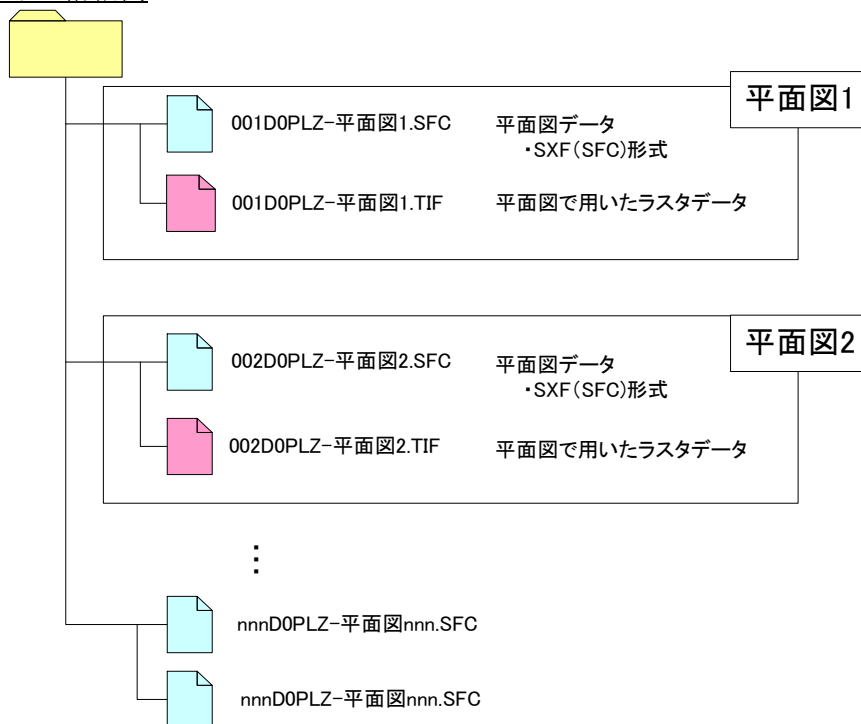 平面図1
001D0PLZ-平面図1.SFC 平面図データ
・SXF(SFC)形式
001D0PLZ-平面図1.TIF 平面図で用いたラスタデータ
平面図2
002D0PLZ-平面図2.SFC 平面図データ
・SXF(SFC)形式
002D0PLZ-平面図2.TIF 平面図で用いたラスタデータ
⋮
nnnD0PLZ-平面図nnn.SFC
nnnD0PLZ-平面図nnn.SFC